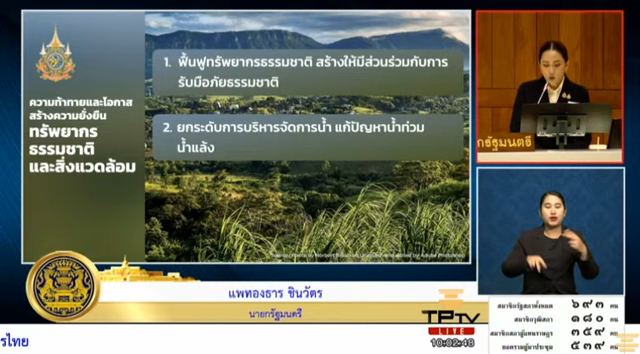 ความท้าทายและโอกาส
สร้างความยั่งยืน
ทรัพยากร
ธรรมชาติ
และสิ่งแวดล้อม
1. ฟื้นฟูทรัพยากรธรรมชาติ สร้างให้มีส่วนร่วมกับการ
รับมือภัยธรรมชาติ
2. ยกระดับการบริหารจัดการน้ำ แก้ปัญหาน้ำท่วม
น้ำแล้ง
กรัฐมนตรี
แพทองธาร ชินวัตร
นายกรัฐมนตรี
TPTV
LIVE
10:02:48
สมาชิกรัฐสภาทั้งหมด ๖๙๓ คน
สมาชิกวุฒิสภา ๑๘๐ คน
สมาชิกสภาผู้แทนราษฎร ๓๕๙ คน
องค์รวมผู้มาประชุม ๕๓๙ คน
รไทย